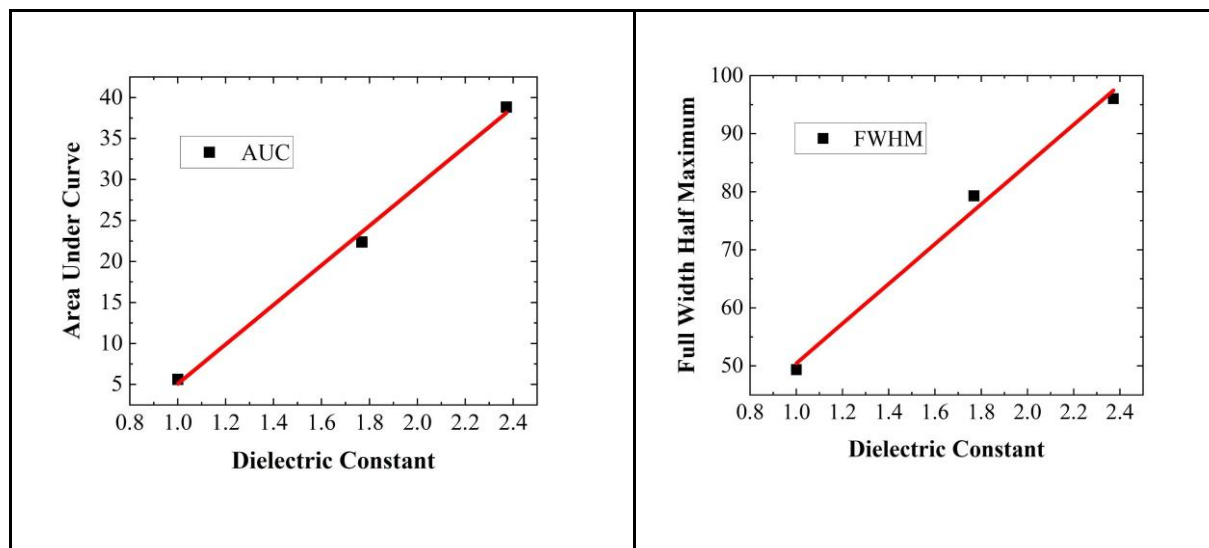 40
35
30
25
20
15
10
5
Area Under Curve
AUC
0.8 1.0 1.2 1.4 1.6 1.8 2.0 2.2 2.4
Dielectric Constant
100
90
80
70
60
50
Full Width Half Maximum
FWHM
0.8 1.0 1.2 1.4 1.6 1.8 2.0 2.2 2.4
Dielectric Constant